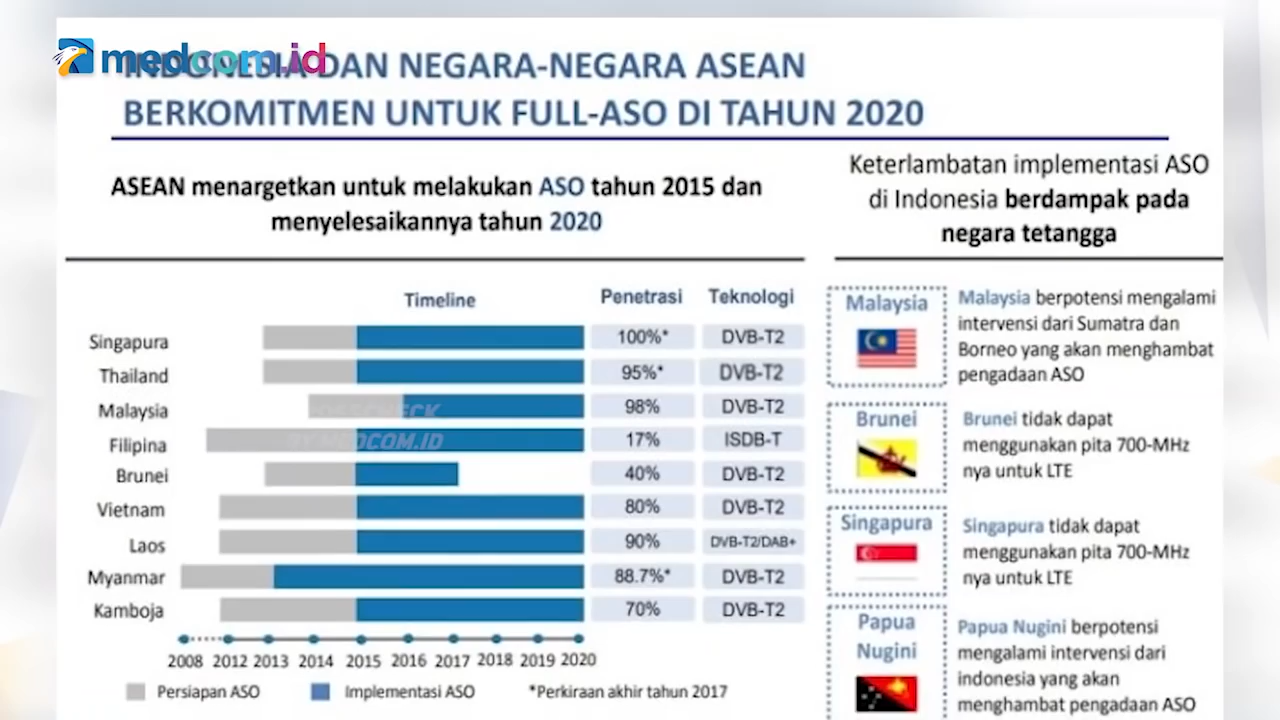 medcom.id
INDONESIA DAN NEGARA-NEGARA ASEAN
BERKOMITMEN UNTUK FULL-ASO DI TAHUN 2020
ASEAN menargetkan untuk melakukan ASO tahun 2015 dan
menyelesaikannya tahun 2020
Timeline Penetrasi Teknologi
Singapura 100%* DVB-T2
Thailand 95%* DVB-T2
Malaysia 98% DVB-T2
Filipina 17% ISDB-T
BY MEDCOM.ID
Brunei 40% DVB-T2
Vietnam 80% DVB-T2
Laos 90% DVB-T2/DAB+
Myanmar 88.7%* DVB-T2
Kamboja 70% DVB-T2
2008 2012 2013 2014 2015 2016 2017 2018 2019 2020
Persiapan ASO Implementasi ASO *Perkiraan akhir tahun 2017
Keterlambatan implementasi ASO
di Indonesia berdampak pada
negara tetangga
Malaysia
Malaysia berpotensi mengalami
intervensi dari Sumatra dan
Borneo yang akan menghambat
pengadaan ASO
Brunei
Brunei tidak dapat
menggunakan pita 700-MHz
nya untuk LTE
Singapura
Singapura tidak dapat
menggunakan pita 700-MHz
nya untuk LTE
Papua
Nugini
Papua Nugini berpotensi
mengalami intervensi dari
indonesia yang akan
menghambat pengadaan ASO